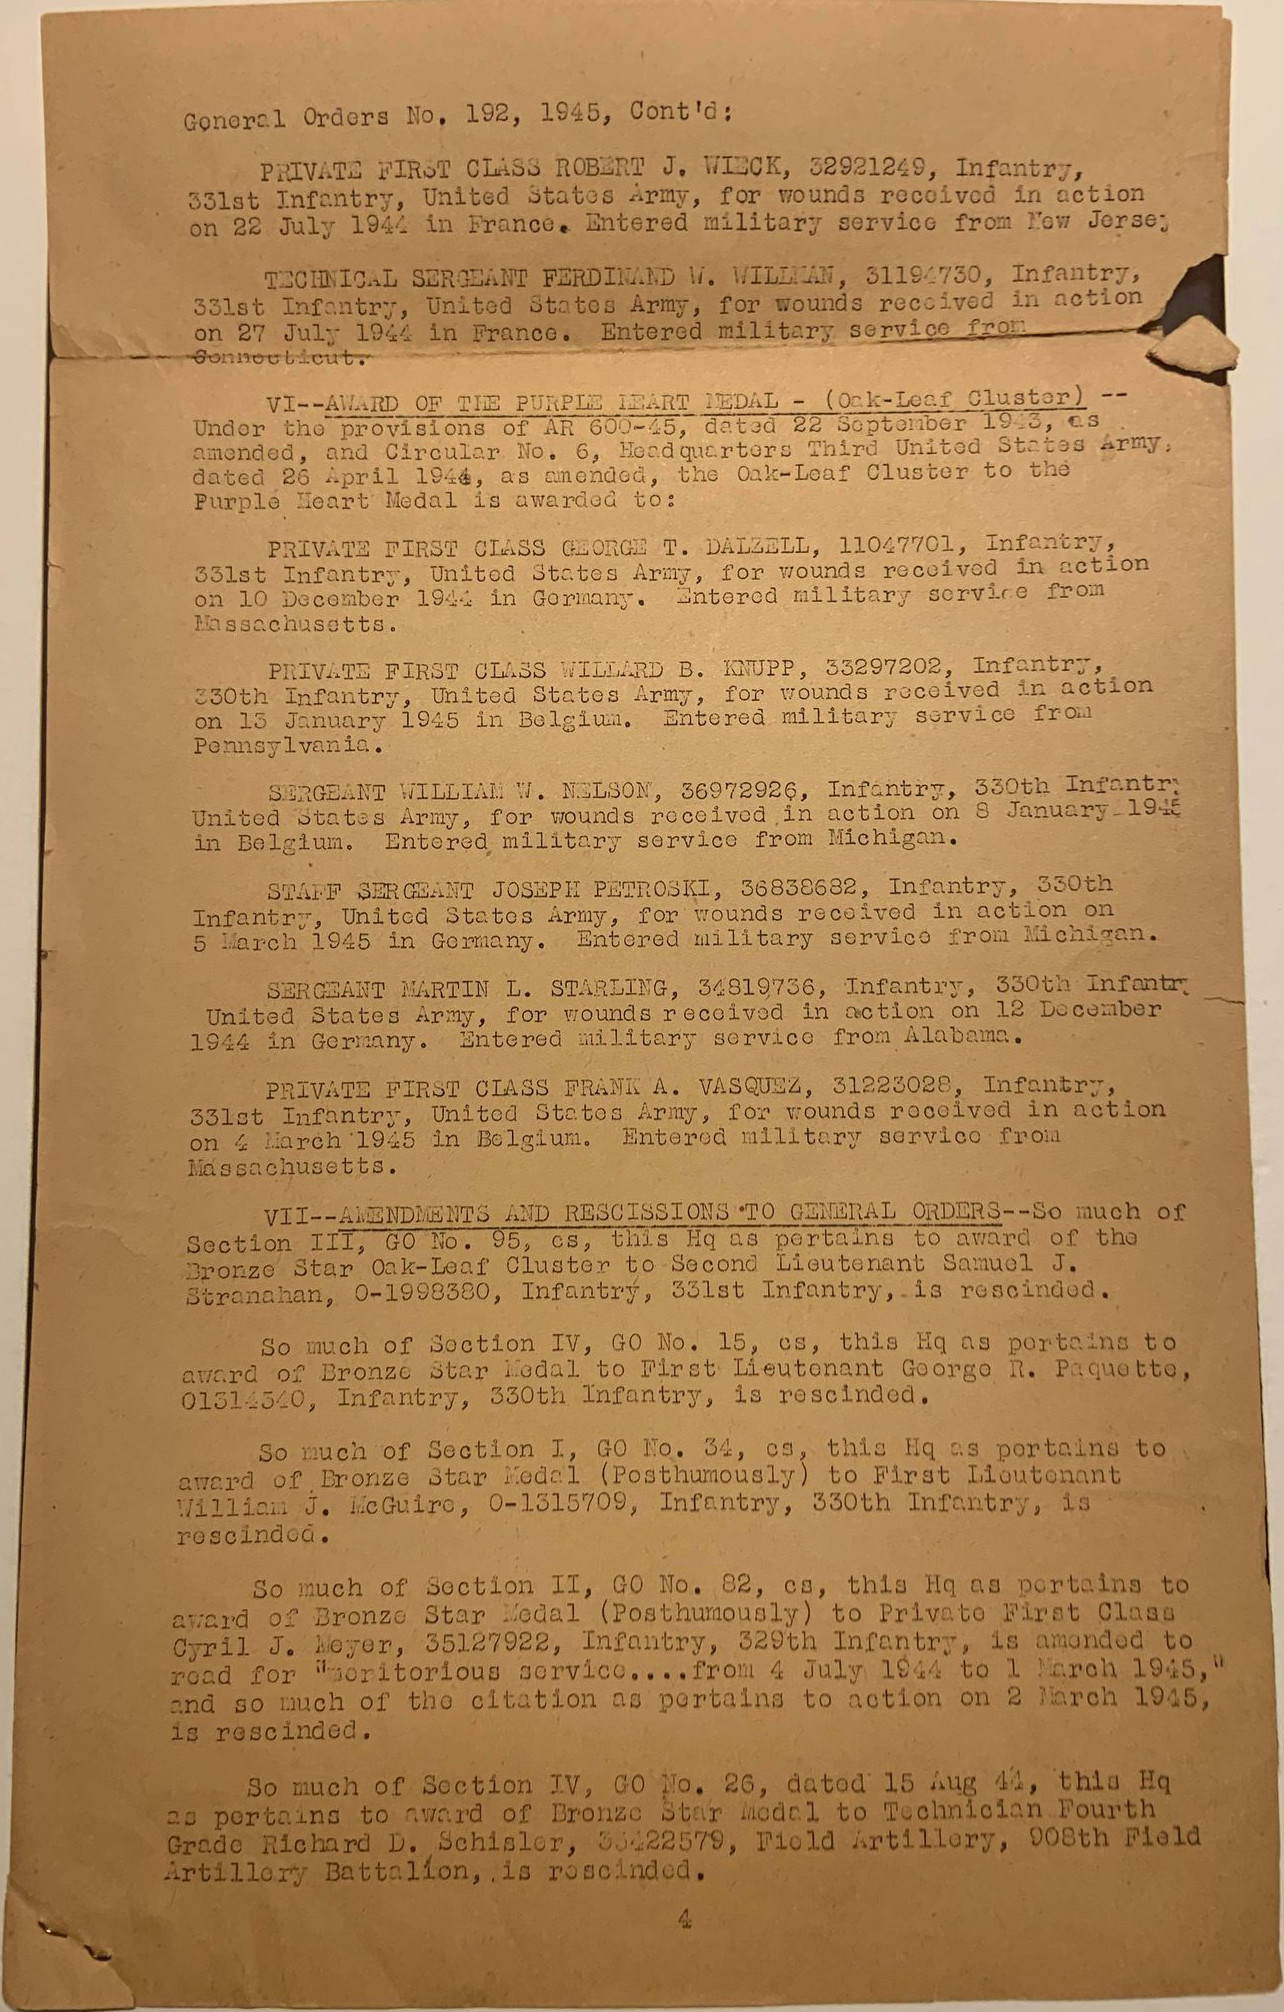 General Orders No. 192, 1945, Cont'd:
PRIVATE FIRST CLASS ROBERT J. WIECK, 32921249, Infantry,
331st Infantry, United States Army, for wounds received in action
on 22 July 1944 in France. Entered military service from New Jersey
TECHNICAL SERGEANT FERDINAND W. WILLMAN, 31194730, Infantry,
331st Infantry, United States Army, for wounds received in action
on 27 July 1944 in France. Entered military service from
Connecticut.
VI--AWARD OF THE PURPLE HEART MEDAL - (Oak-Leaf Cluster) --
Under the provisions of AR 600-45, dated 22 September 1943, as
amended, and Circular No. 6, Headquarters Third United States Army,
dated 26 April 1944, as amended, the Oak-Leaf Cluster to the
Purple Heart Medal is awarded to:
PRIVATE FIRST CLASS GEORGE T. DALZELL, 11047701, Infantry,
331st Infantry, United States Army, for wounds received in action
on 10 December 1944 in Germany. Entered military service from
Massachusetts.
PRIVATE FIRST CLASS WILLARD B. KNUPP, 33297202, Infantry,
330th Infantry, United States Army, for wounds received in action
on 13 January 1945 in Belgium. Entered military service from
Pennsylvania.
SERGEANT WILLIAM W. NELSON, 36972926, Infantry, 330th Infantry
United States Army, for wounds received in action on 8 January 1945
in Belgium. Entered military service from Michigan.
STAFF SERGEANT JOSEPH PETROSKI, 36838682, Infantry, 330th
Infantry, United States Army, for wounds received in action on
5 March 1945 in Germany. Entered military service from Michigan.
SERGEANT MARTIN L. STARLING, 34819736, Infantry, 330th Infantry
United States Army, for wounds received in action on 12 December
1944 in Germany. Entered military service from Alabama.
PRIVATE FIRST CLASS FRANK A. VASQUEZ, 31223028, Infantry,
331st Infantry, United States Army, for wounds received in action
on 4 March 1945 in Belgium. Entered military service from
Massachusetts.
VII--AMENDMENTS AND RESCISSIONS TO GENERAL ORDERS--So much of
Section III, GO No. 95, cs, this Hq as pertains to award of the
Bronze Star Oak-Leaf Cluster to Second Lieutenant Samuel J.
Stranahan, O-1998380, Infantry, 331st Infantry, is rescinded.
So much of Section IV, GO No. 15, cs, this Hq as pertains to
award of Bronze Star Medal to First Lieutenant George R. Paquette,
O1314340, Infantry, 330th Infantry, is rescinded.
So much of Section I, GO No. 34, cs, this Hq as pertains to
award of Bronze Star Medal (Posthumously) to First Lieutenant
William J. McGuire, O-1315709, Infantry, 330th Infantry, is
rescinded.
So much of Section II, GO No. 82, cs, this Hq as pertains to
award of Bronze Star Medal (Posthumously) to Private First Class
Cyril J. Meyer, 35127922, Infantry, 329th Infantry, is amended to
read for "meritorious service....from 4 July 1944 to 1 March 1945,"
and so much of the citation as pertains to action on 2 March 1945,
is rescinded.
So much of Section IV, GO No. 26, dated 15 Aug 44, this Hq
as pertains to award of Bronze Star Medal to Technician Fourth
Grade Richard D. Schisler, 35422579, Field Artillery, 908th Field
Artillery Battalion, is rescinded.
4